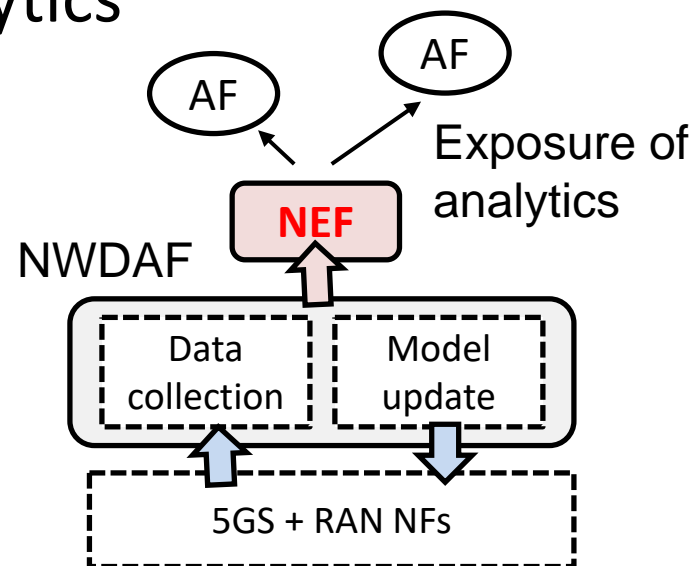 ytics
AF
AF
Exposure of
analytics
NEF
NWDAF
Data
collection
Model
update
5GS + RAN NFs